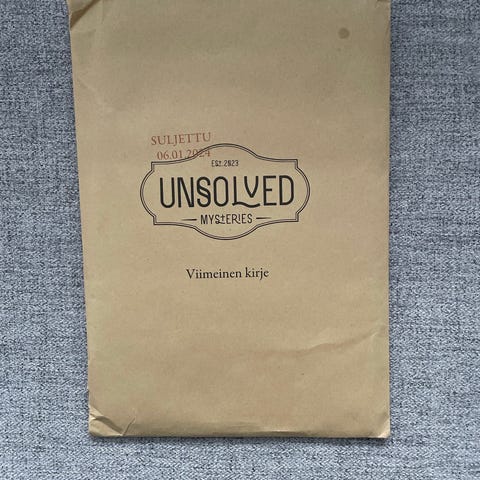 SULJETTU
06.01.2024
EST. 2023
UNSOLVED
MYSTERIES
Viimeinen kirje